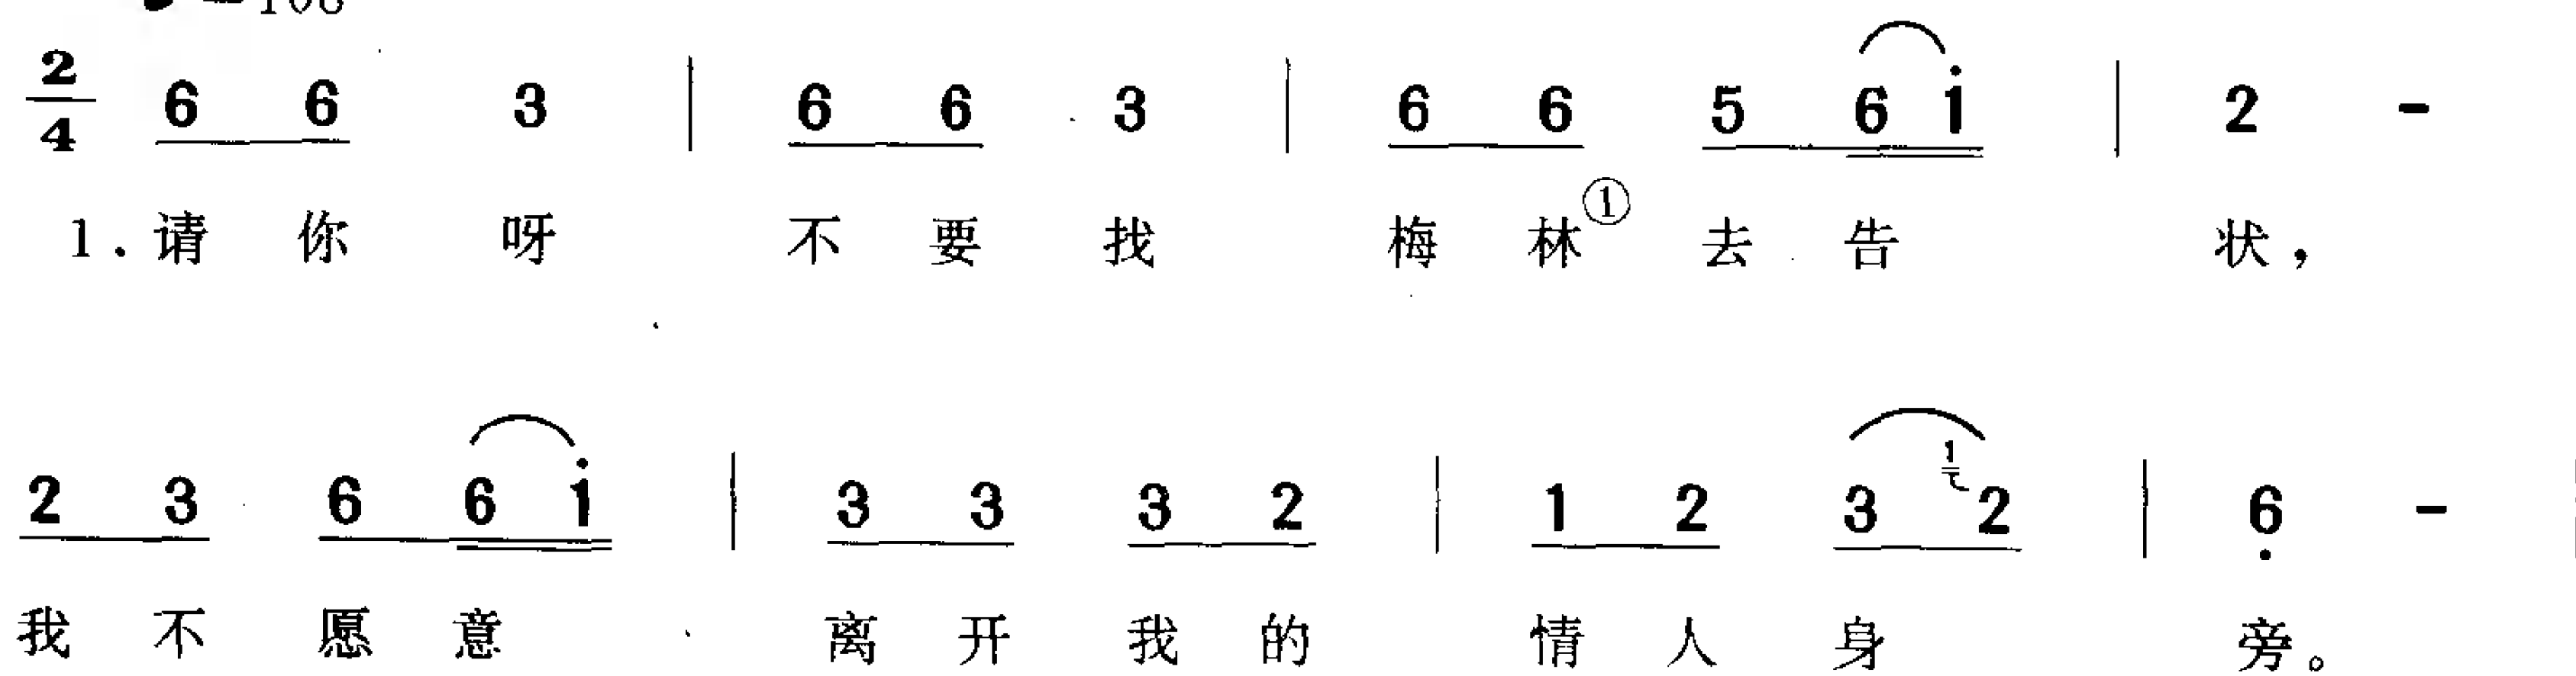 =108
2/4 6 6 3 | 6 6 3 | 6 6 5 6 i | 2 -
1. 请你呀 不要找 梅林① 去告 状，
2 3 6 6 i | 3 3 3 2 | 1 2 3 1 2 | 6 -
我不愿意 离开我的 情人身 旁。